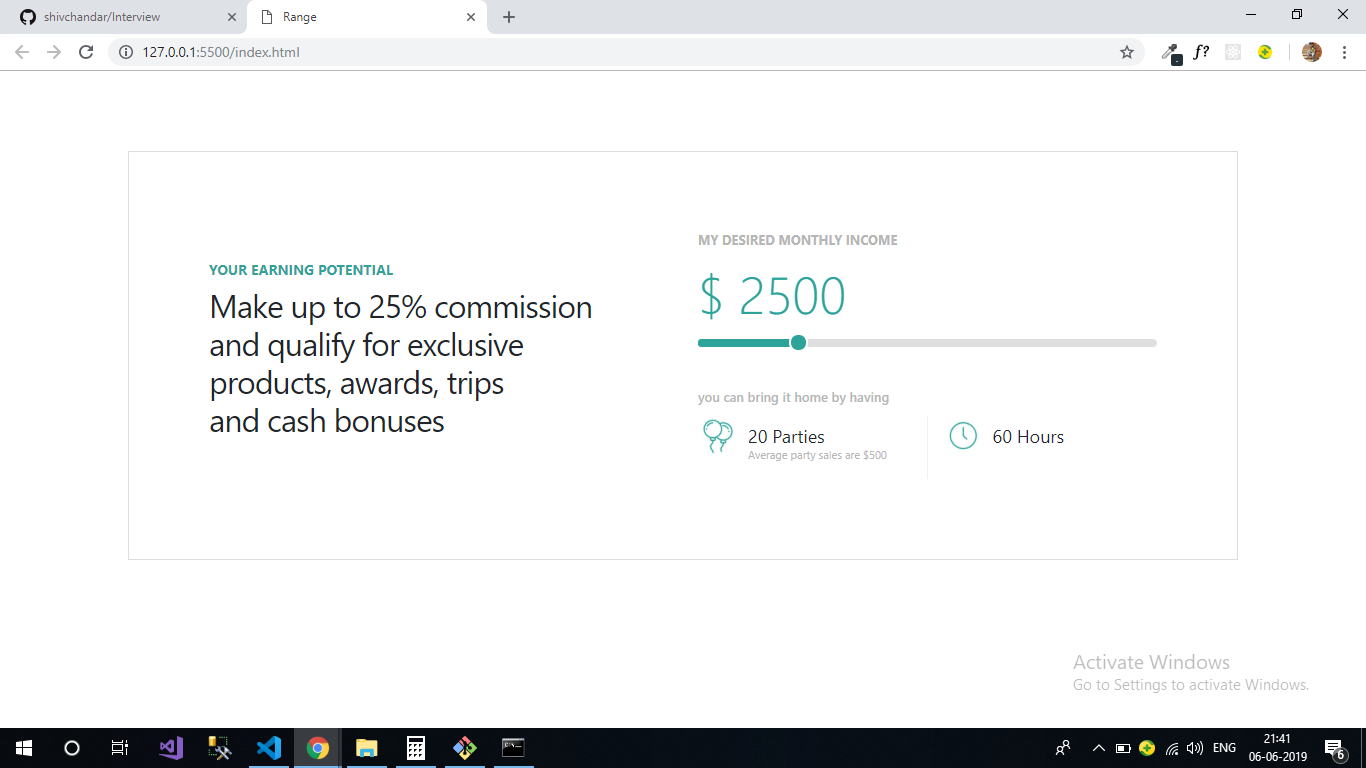 shivchandar/Interview
Range
127.0.0.1:5500/index.html
f?
YOUR EARNING POTENTIAL
Make up to 25% commission
and qualify for exclusive
products, awards, trips
and cash bonuses
MY DESIRED MONTHLY INCOME
$ 2500
you can bring it home by having
20 Parties
Average party sales are $500
60 Hours
Activate Windows
Go to Settings to activate Windows.
ENG
21:41
06-06-2019
6